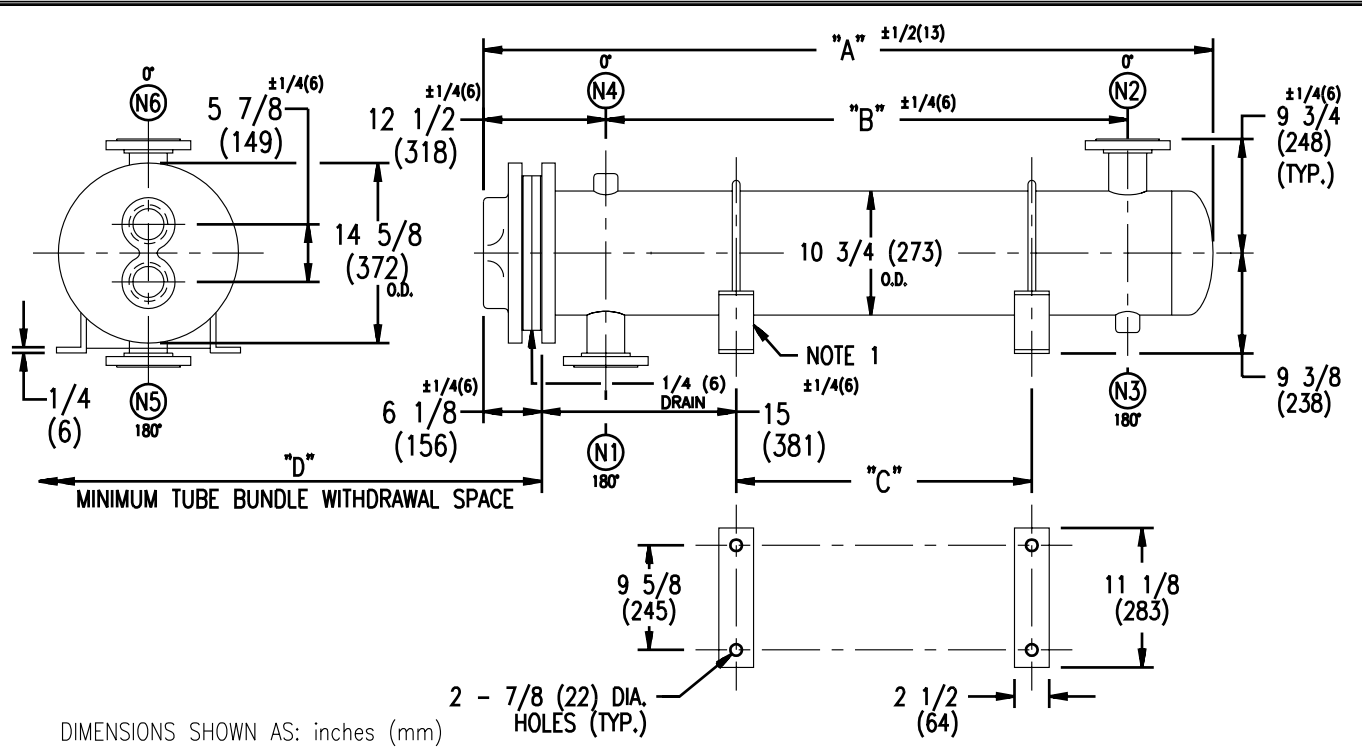 "A" ±1/2(13)
0°
N6
±1/4(6)
5 7/8
(149)
±1/4(6)
12 1/2
(318)
0°
N4
"B" ±1/4(6)
0°
N2
±1/4(6)
9 3/4
(248)
(TYP.)
14 5/8
(372)
O.D.
10 3/4 (273)
O.D.
NOTE 1
1/4
(6)
N5
180°
±1/4(6)
6 1/8
(156)
1/4 (6)
DRAIN
±1/4(6)
15
(381)
N1
180°
N3
180°
9 3/8
(238)
"D"
MINIMUM TUBE BUNDLE WITHDRAWAL SPACE
"C"
9 5/8
(245)
11 1/8
(283)
2 - 7/8 (22) DIA.
HOLES (TYP.)
2 1/2
(64)
DIMENSIONS SHOWN AS: inches (mm)